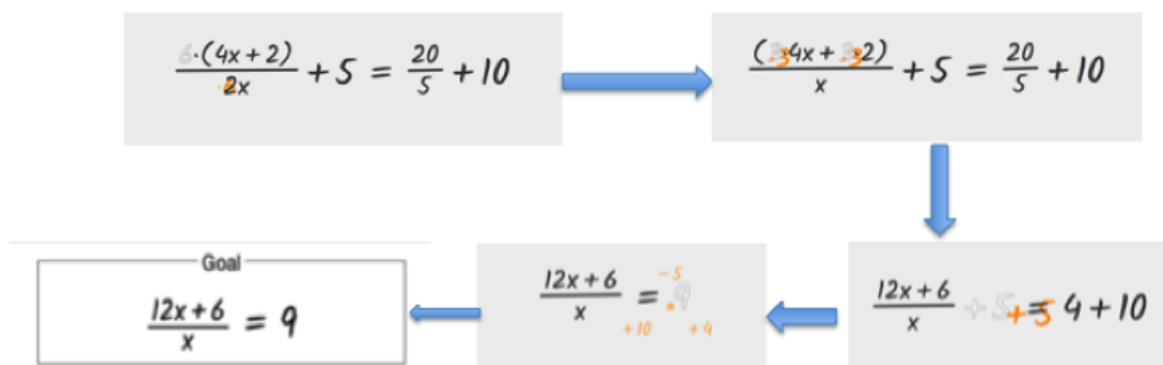 6·(4x + 2)/2x + 5 = 20/5 + 10
(3·4x + 3·2)/x + 5 = 20/5 + 10
12x + 6/x + 5 = 4 + 10
12x + 6/x = 9
-5
+10 +4
Goal
12x + 6/x = 9